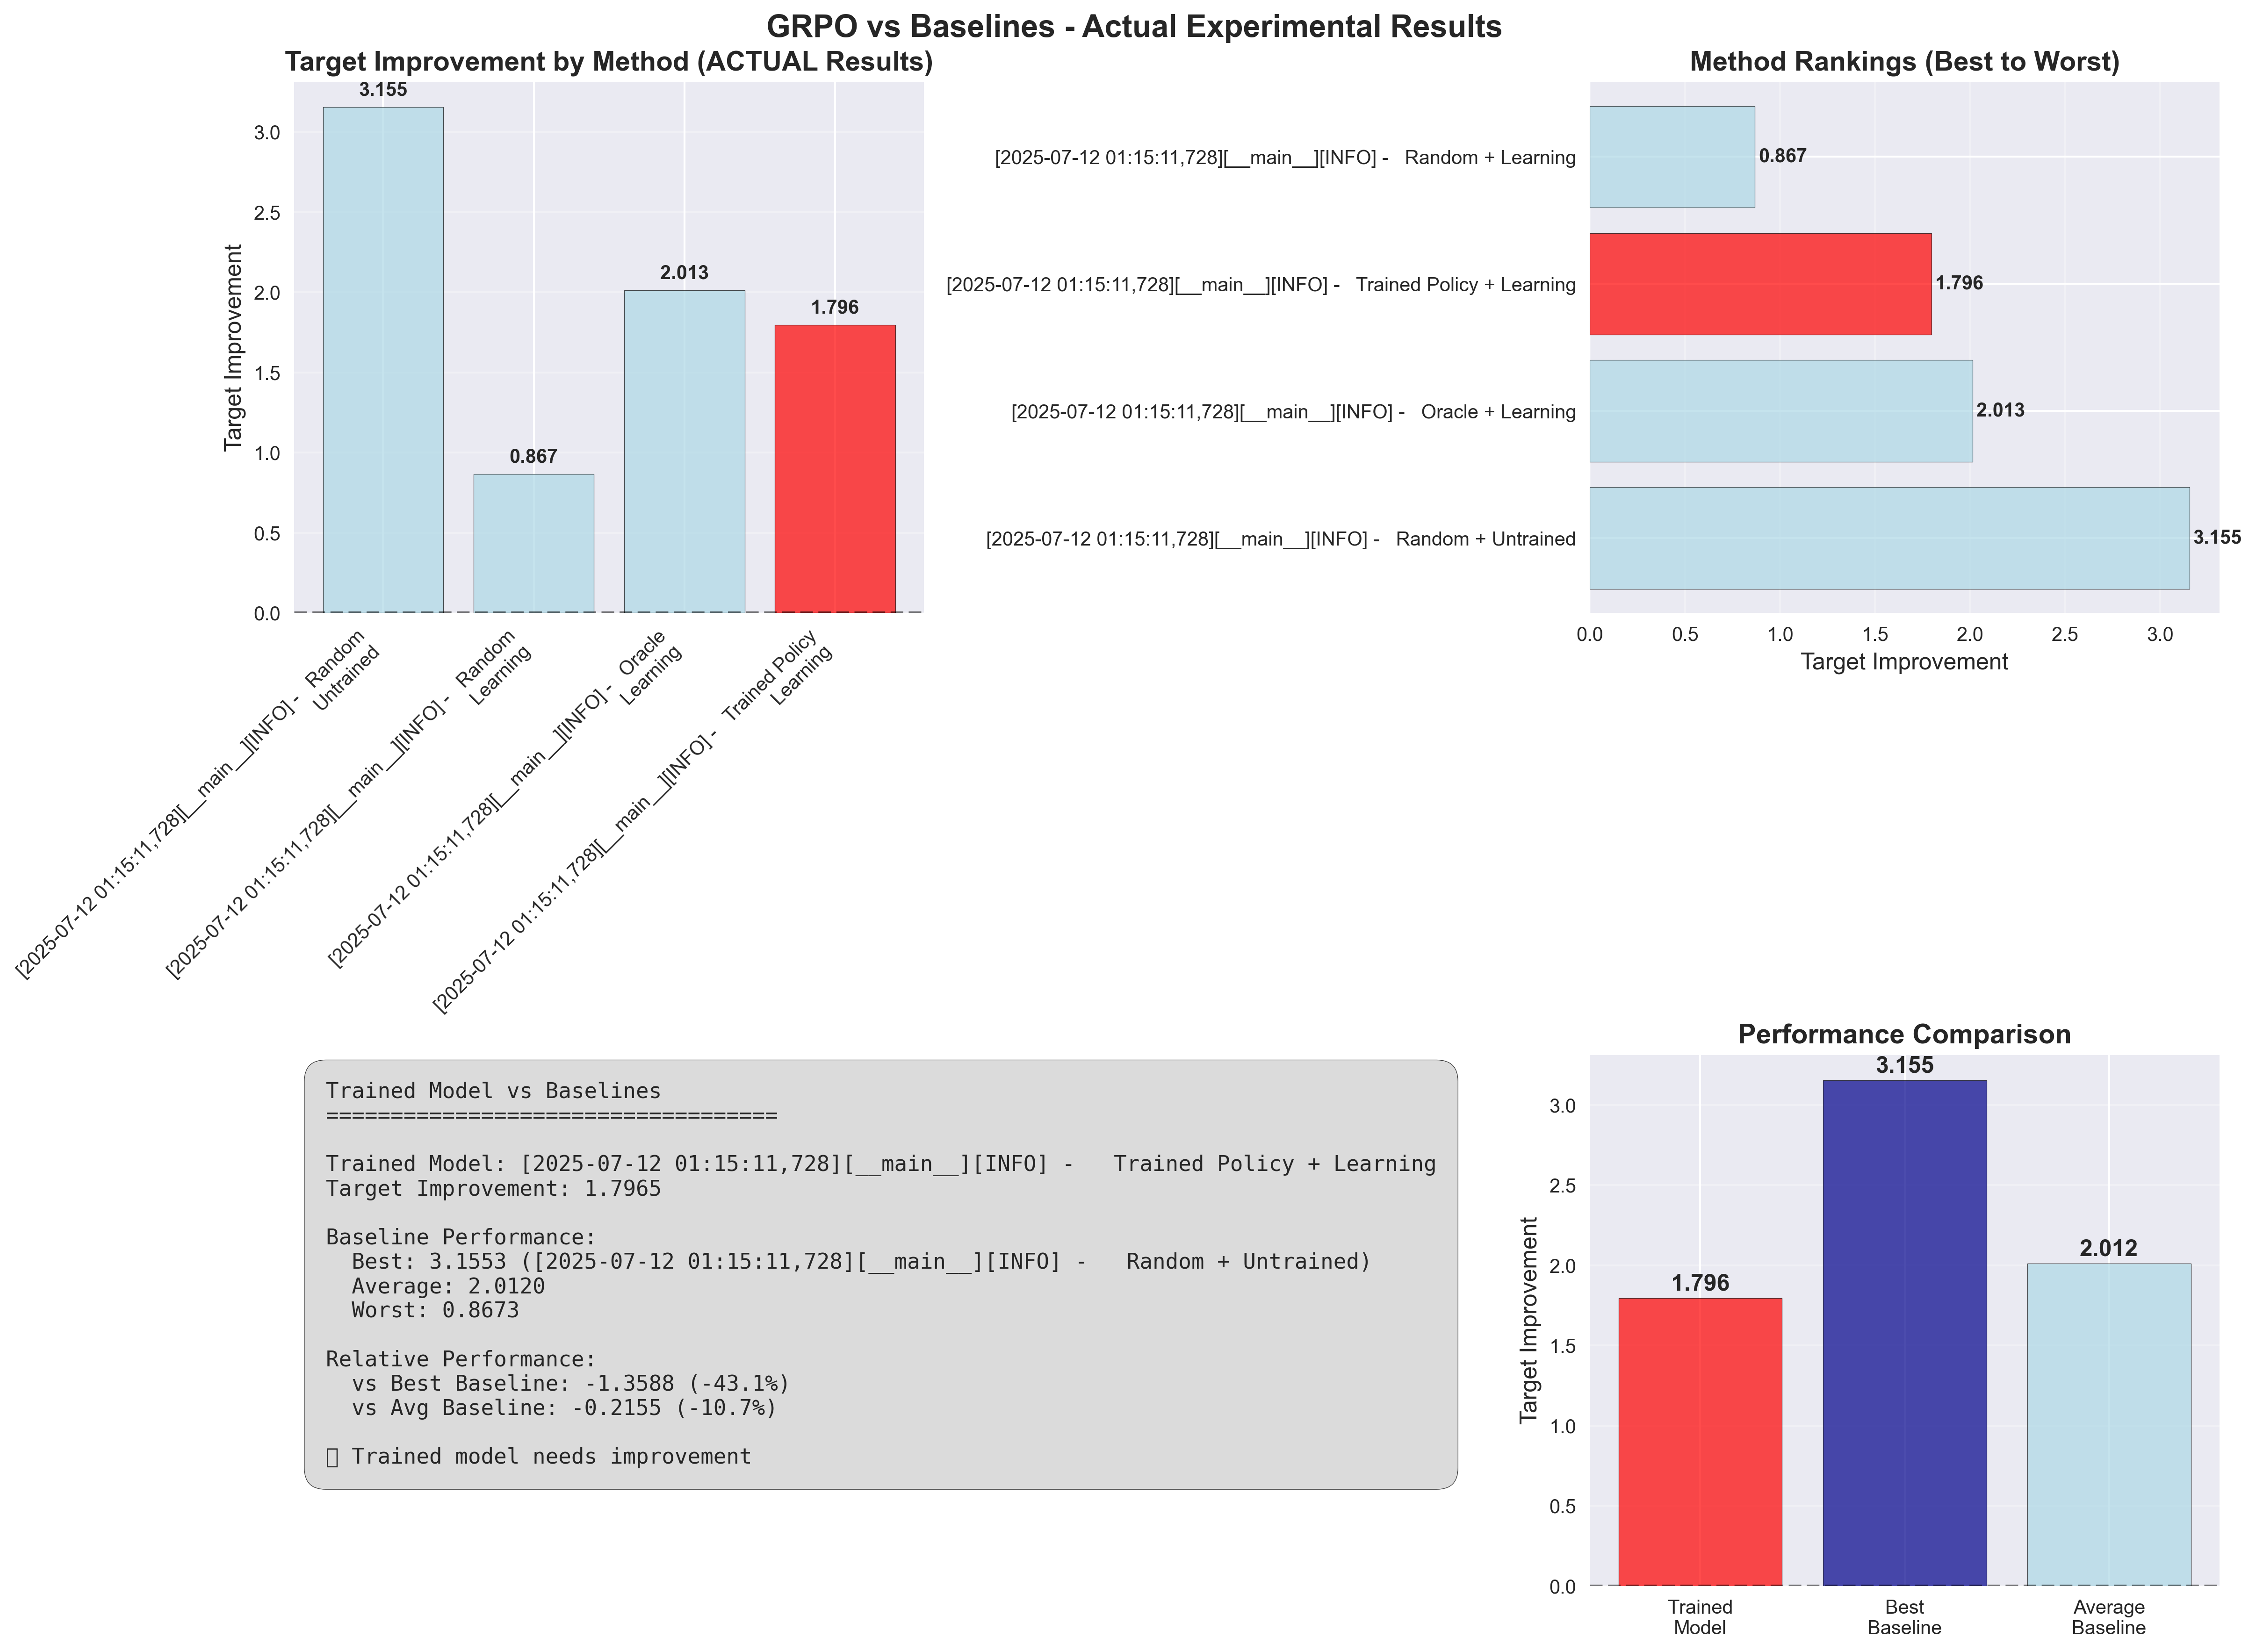 GRPO vs Baselines - Actual Experimental Results
Target Improvement by Method (ACTUAL Results)
Target Improvement
3.0
2.5
2.0
1.5
1.0
0.5
0.0
3.155
0.867
2.013
1.796
[2025-07-12 01:15:11,728][__main__][INFO] -   Random
Untrained
[2025-07-12 01:15:11,728][__main__][INFO] -   Random
Learning
[2025-07-12 01:15:11,728][__main__][INFO] -   Oracle
Learning
[2025-07-12 01:15:11,728][__main__][INFO] -   Trained Policy
Learning
Method Rankings (Best to Worst)
[2025-07-12 01:15:11,728][__main__][INFO] -   Random + Learning
0.867
[2025-07-12 01:15:11,728][__main__][INFO] -   Trained Policy + Learning
1.796
[2025-07-12 01:15:11,728][__main__][INFO] -   Oracle + Learning
2.013
[2025-07-12 01:15:11,728][__main__][INFO] -   Random + Untrained
3.155
0.0 0.5 1.0 1.5 2.0 2.5 3.0
Target Improvement
Trained Model vs Baselines
===================================
Trained Model: [2025-07-12 01:15:11,728][__main__][INFO] -   Trained Policy + Learning
Target Improvement: 1.7965
Baseline Performance:
Best: 3.1553 ([2025-07-12 01:15:11,728][__main__][INFO] -   Random + Untrained)
Average: 2.0120
Worst: 0.8673
Relative Performance:
vs Best Baseline: -1.3588 (-43.1%)
vs Avg Baseline: -0.2155 (-10.7%)
Trained model needs improvement
Performance Comparison
Target Improvement
3.0
2.5
2.0
1.5
1.0
0.5
0.0
1.796
3.155
2.012
Trained
Model
Best
Baseline
Average
Baseline